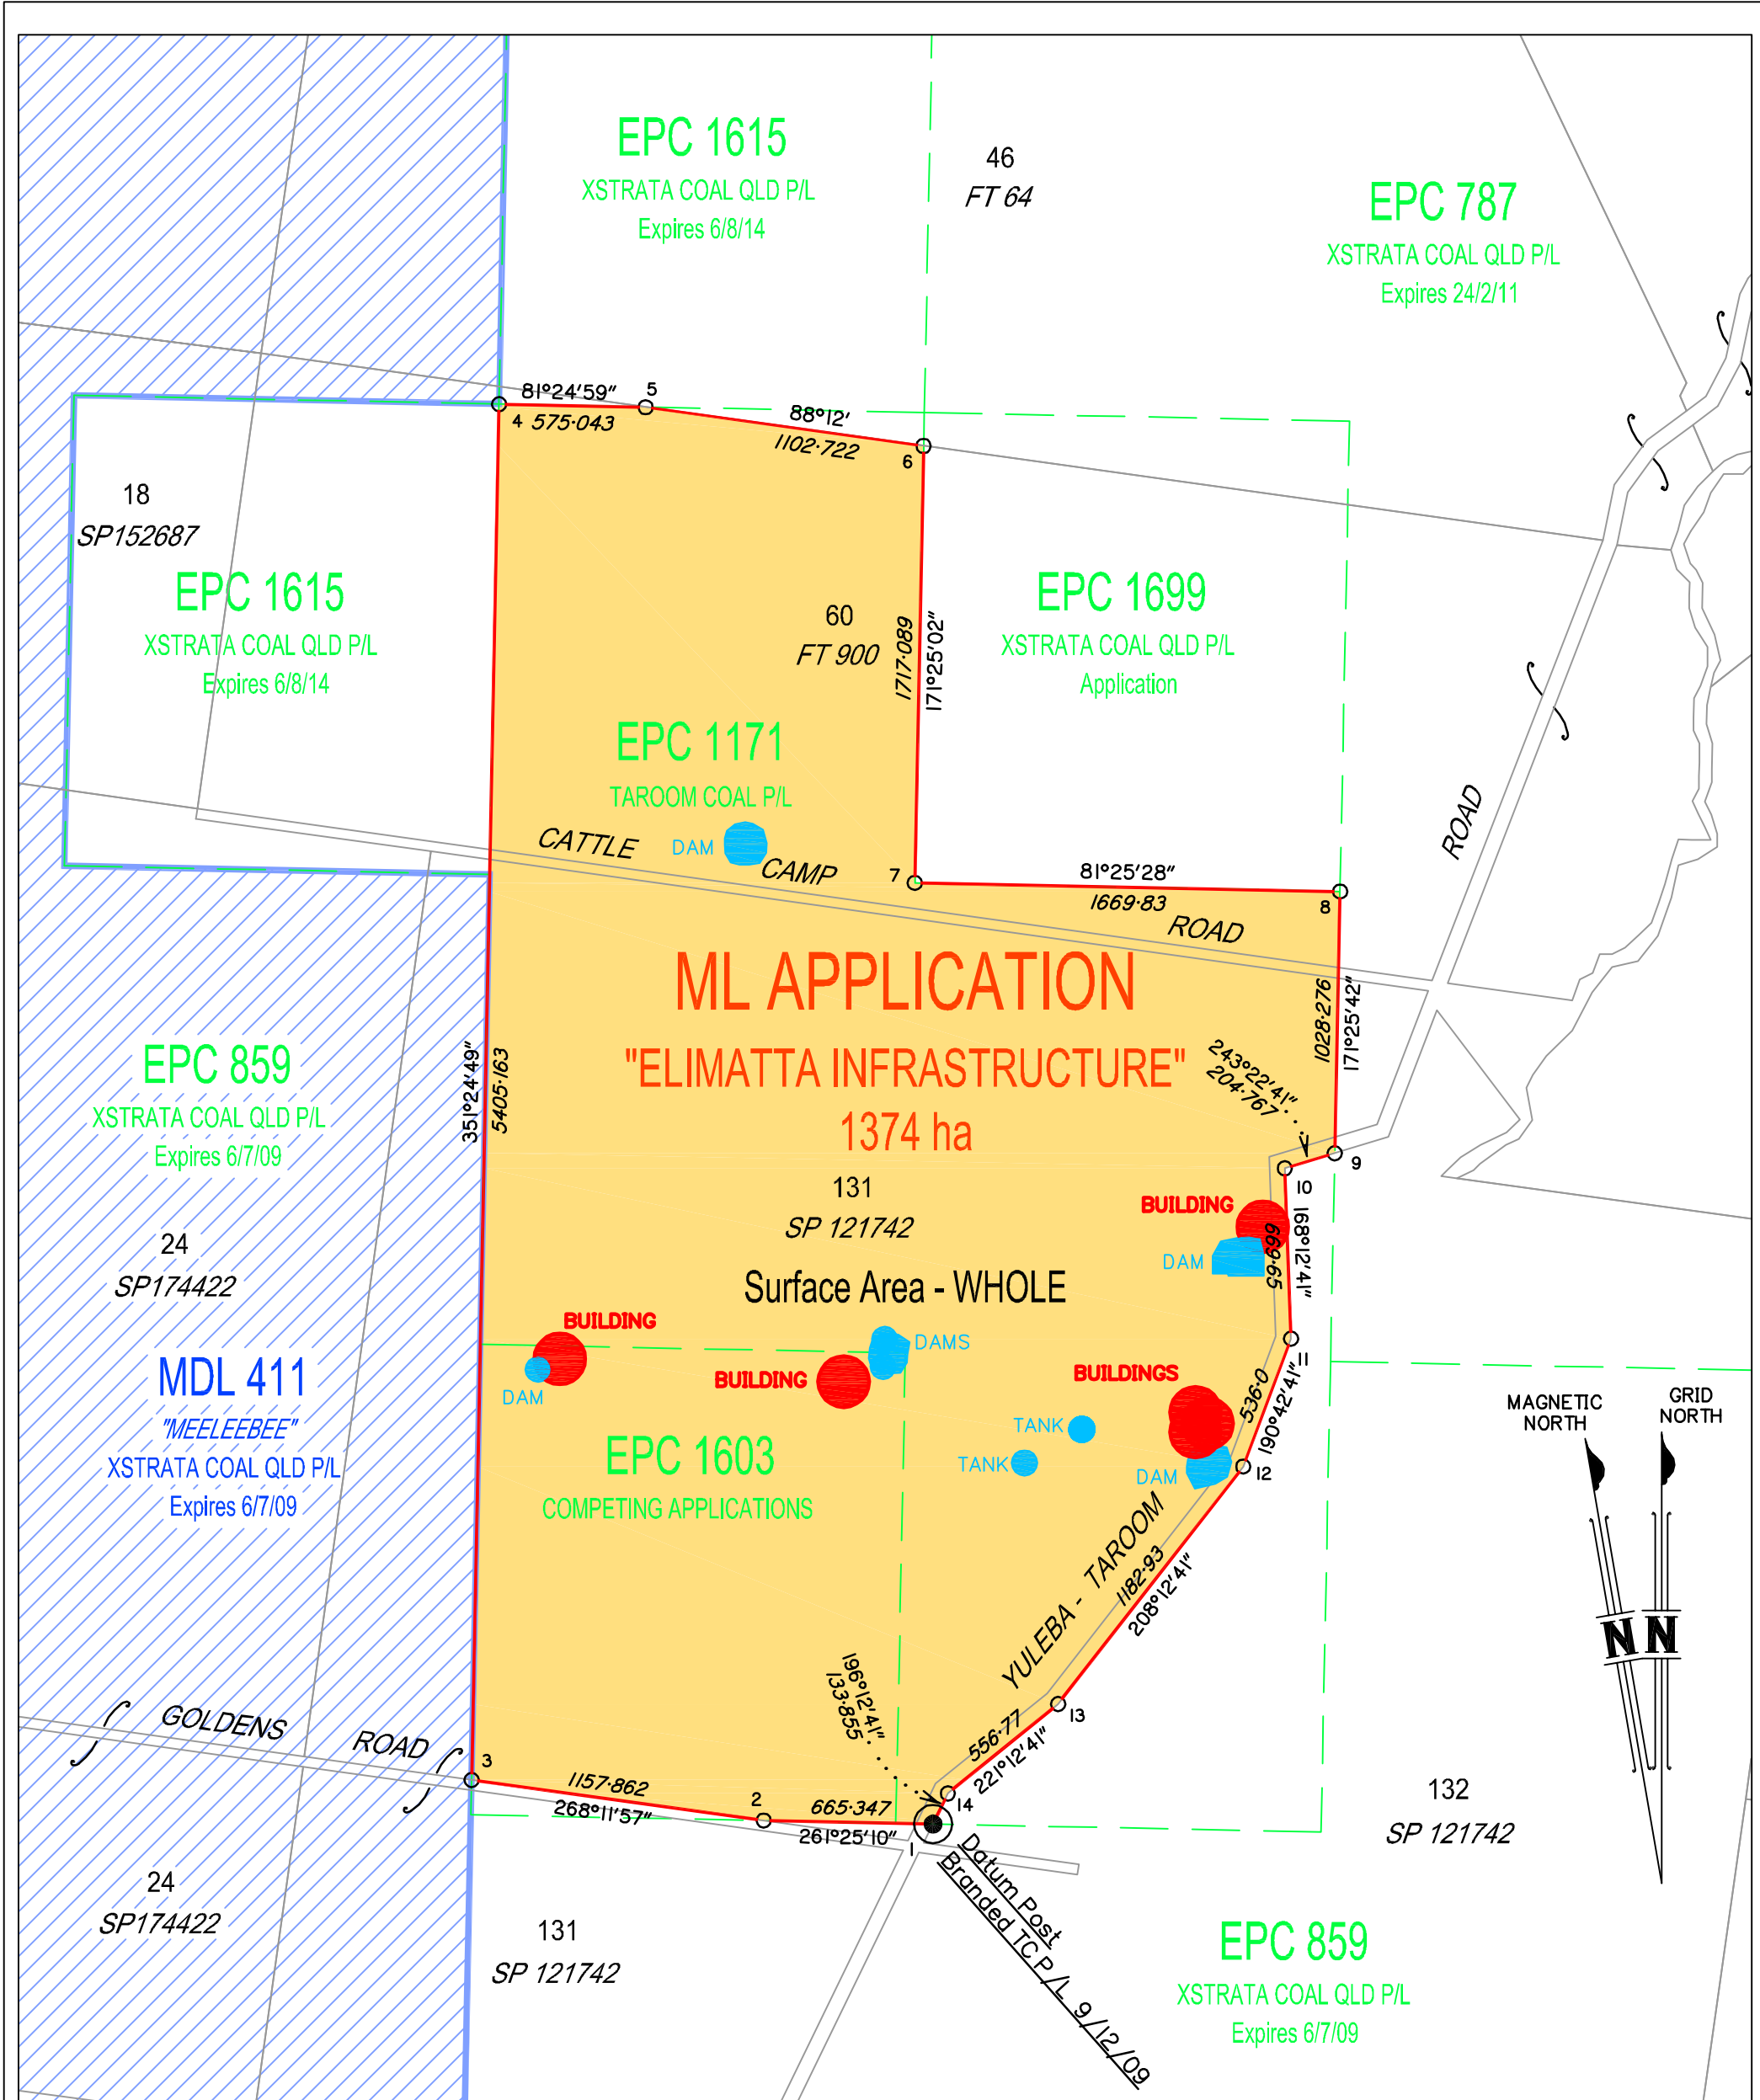 EPC 1615
XSTRATA COAL QLD P/L
Expires 6/8/14
46
FT 64
EPC 787
XSTRATA COAL QLD P/L
Expires 24/2/11
81°24'59"
5
4
575·043
88°12'
1102·722
6
18
SP152687
EPC 1615
XSTRATA COAL QLD P/L
Expires 6/8/14
60
FT 900
1717·089
171°25'02"
EPC 1699
XSTRATA COAL QLD P/L
Application
EPC 1171
TAROOM COAL P/L
DAM
CATTLE
CAMP
ROAD
7
81°25'28"
1669·83
8
ROAD
ML APPLICATION
"ELIMATTA INFRASTRUCTURE"
1374 ha
1028·276
171°25'42"
243°22'41"
204·767
9
10
351°24'49"
5405·163
EPC 859
XSTRATA COAL QLD P/L
Expires 6/7/09
131
SP 121742
Surface Area - WHOLE
BUILDING
DAM
669·65
168°12'41"
24
SP174422
BUILDING
DAM
BUILDING
DAMS
BUILDINGS
11
536·0
190°42'41"
MDL 411
"MEELEEBEE"
XSTRATA COAL QLD P/L
Expires 6/7/09
TANK
TANK
DAM
12
EPC 1603
COMPETING APPLICATIONS
MAGNETIC
NORTH
GRID
NORTH
N
N
YULEBA - TAROOM
1182·93
208°12'41"
196°12'41"
133·855
556·77
221°12'41"
13
GOLDENS
ROAD
3
1157·862
268°11'57"
2
665·347
261°25'10"
14
1
Datum Post
Branded TC P/L 9/12/09
132
SP 121742
24
SP174422
131
SP 121742
EPC 859
XSTRATA COAL QLD P/L
Expires 6/7/09